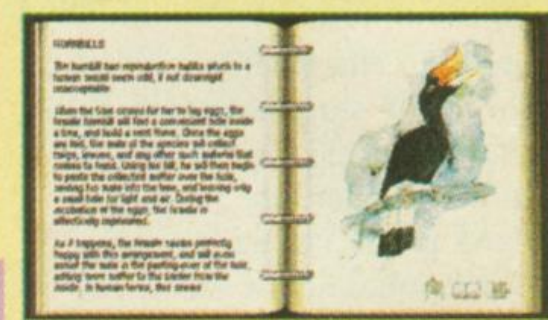 HORNBILLS
The hornbill has reproductive habits which to a
human would seem odd, if not downright
unacceptable.
When the time comes for her to lay eggs, the
female hornbill will find a convenient hole inside
a tree, and build a nest there. Once the eggs
are laid, the male of the species will collect
twigs, leaves, and any other such material that
comes to hand. Using his bill, he will then begin
to paste the collected matter over the hole,
sealing his mate into the tree, and leaving only
a small hole for light and air. During the
incubation of the eggs, the female is
effectively imprisoned.
As it happens, the female seems perfectly
happy with this arrangement, and will even
assist the male in the pasting-over of the hole,
adding more matter to the barrier from the
inside. In human terms, this